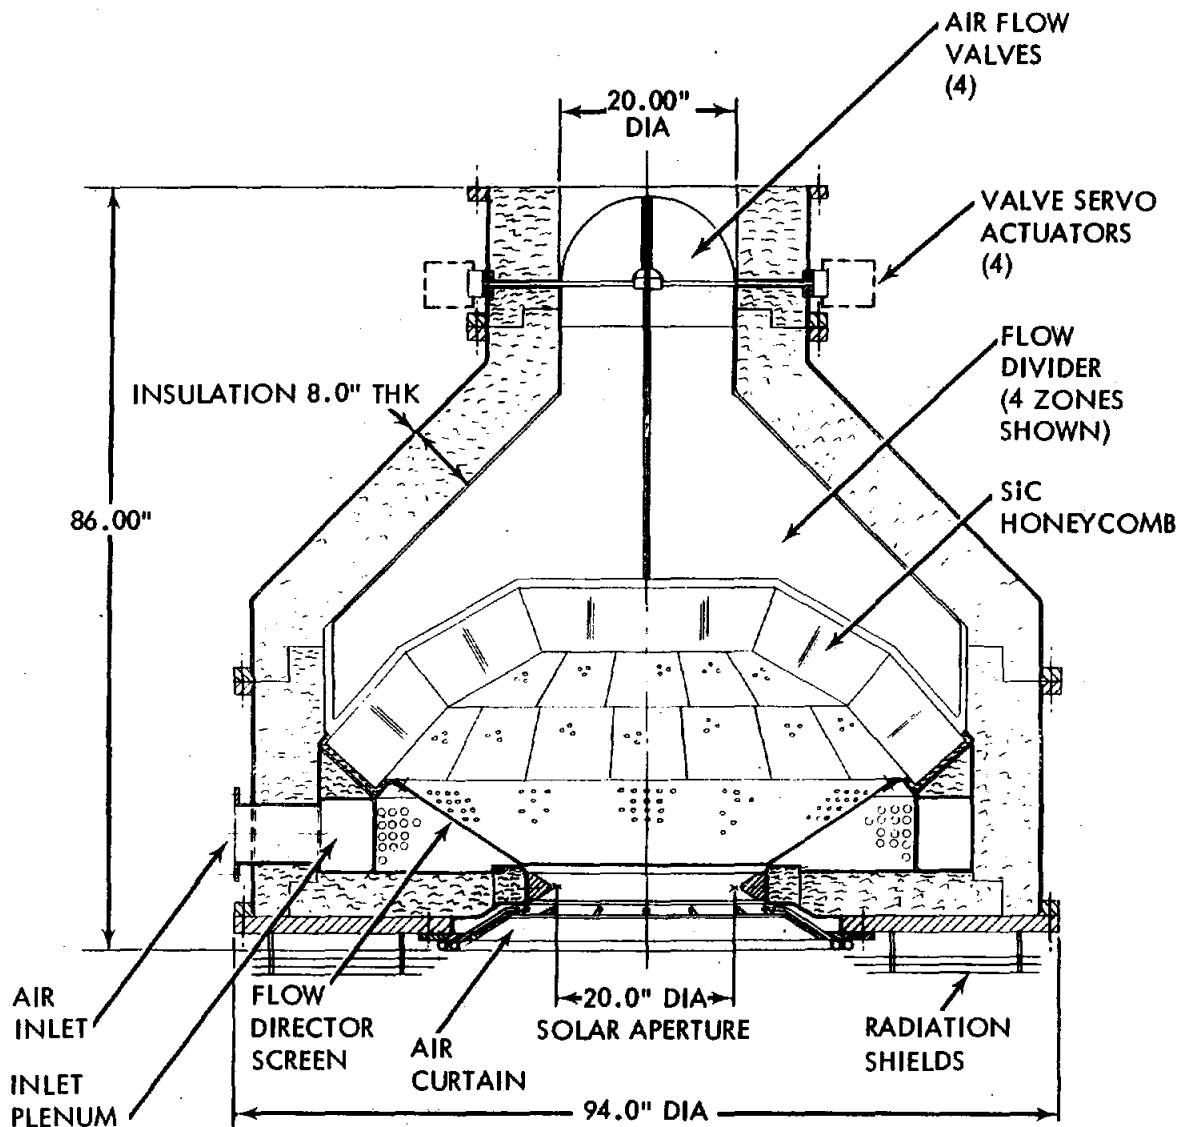 AIR FLOW
VALVES
(4)
20.00"
DIA
VALVE SERVO
ACTUATORS
(4)
FLOW
DIVIDER
(4 ZONES
SHOWN)
INSULATION 8.0" THK
SiC
HONEYCOMB
86.00"
AIR
INLET
INLET
PLENUM
FLOW
DIRECTOR
SCREEN
AIR
CURTAIN
20.0" DIA
SOLAR APERTURE
RADIATION
SHIELDS
94.0" DIA